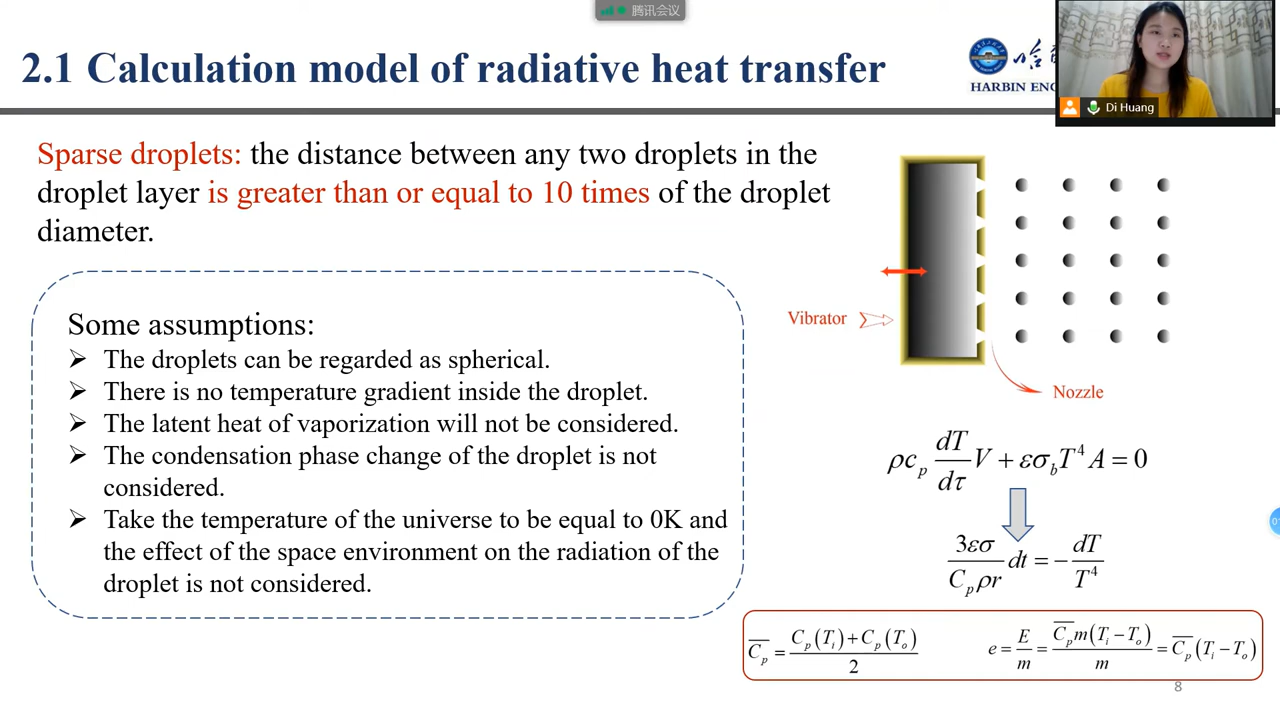 腾讯会议
2.1 Calculation model of radiative heat transfer
HARBIN ENG
Di Huang
Sparse droplets: the distance between any two droplets in the
droplet layer is greater than or equal to 10 times of the droplet
diameter.
Some assumptions:
➤ The droplets can be regarded as spherical.
➤ There is no temperature gradient inside the droplet.
➤ The latent heat of vaporization will not be considered.
➤ The condensation phase change of the droplet is not
considered.
➤ Take the temperature of the universe to be equal to 0K and
the effect of the space environment on the radiation of the
droplet is not considered.
Vibrator
Nozzle
ρc_p dT/dτ V + εσ_b T⁴ A = 0
3εσ/(C_p ρr) dt = − dT/T⁴
C̅_p = (C_p(T_i)+C_p(T_o))/2
e = E/m = C̅_p m(T_i − T_o)/m = C̅_p(T_i − T_o)
8